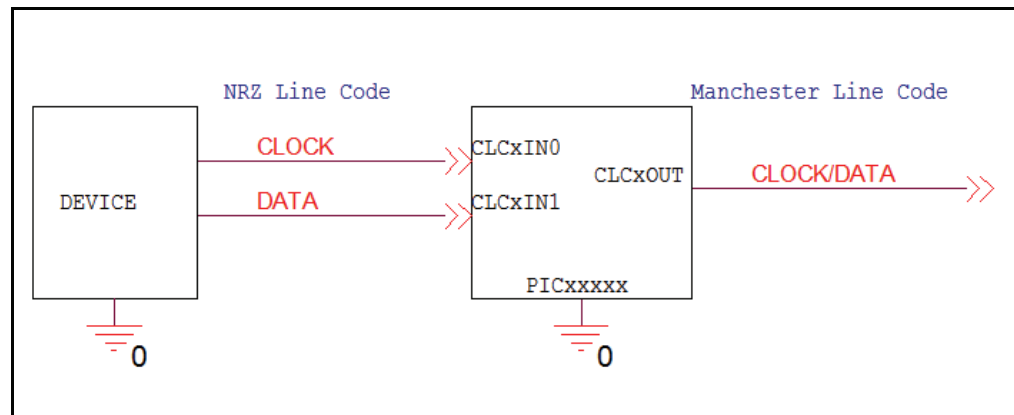 NRZ Line Code
Manchester Line Code
CLOCK
CLCxIN0
CLCxOUT
CLOCK/DATA
DEVICE
DATA
CLCxIN1
PICxxxxx
0
0